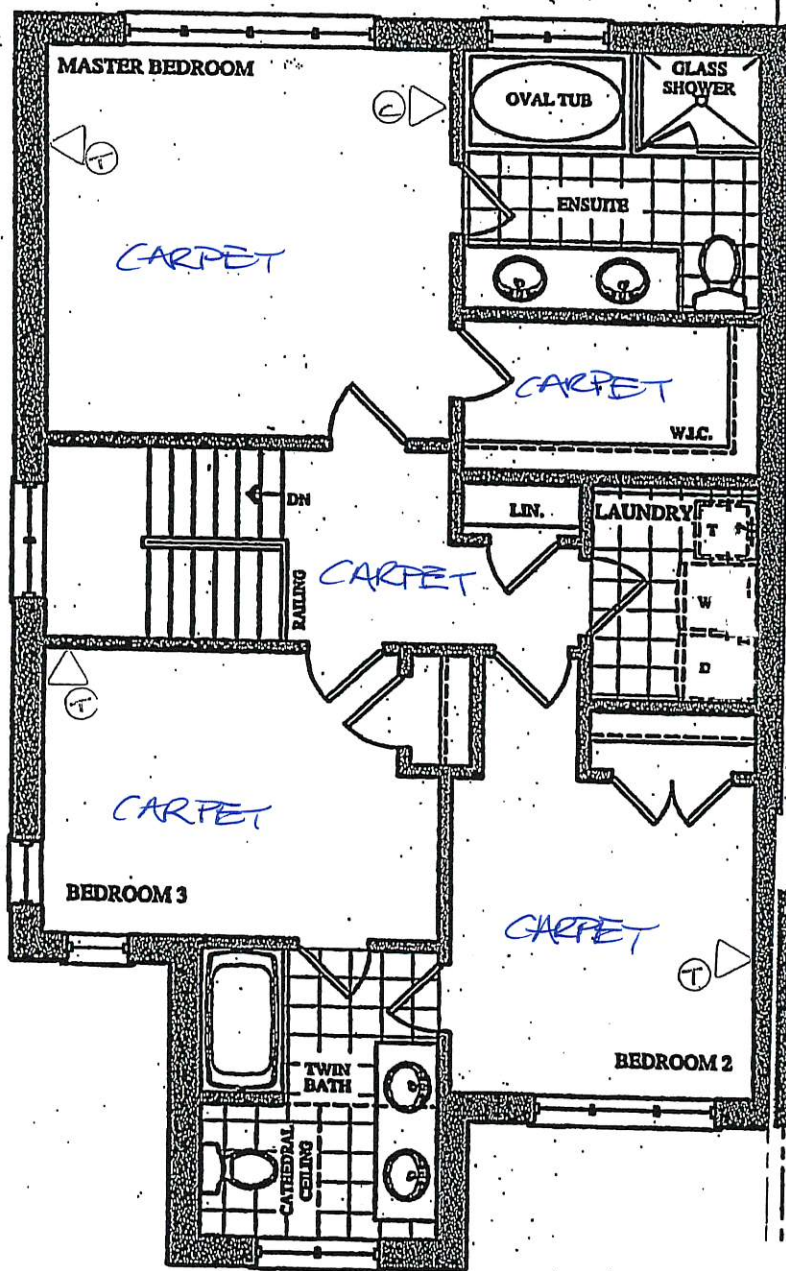 MASTER BEDROOM
C
T
OVAL TUB
GLASS
SHOWER
ENSUITE
CARPET
CARPET
W.I.C.
DN
LIN.
LAUNDRY
T
W
D
RAILING
CARPET
T
CARPET
BEDROOM 3
CARPET
T
BEDROOM 2
TWIN
BATH
CATHEDRAL
CEILING